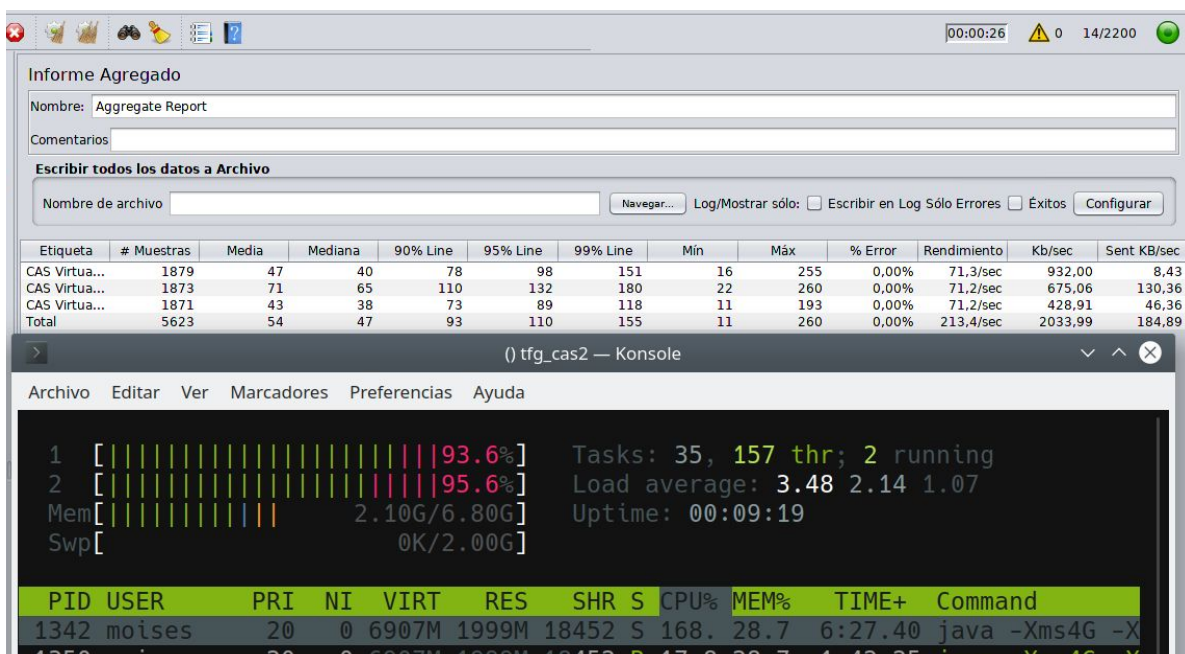 00:00:26 0 14/2200
Informe Agregado
Nombre: Aggregate Report
Comentarios
Escribir todos los datos a Archivo
Nombre de archivo Navegar... Log/Mostrar sólo: Escribir en Log Sólo Errores Éxitos Configurar
Etiqueta # Muestras Media Mediana 90% Line 95% Line 99% Line Mín Máx % Error Rendimiento Kb/sec Sent KB/sec
CAS Virtua... 1879 47 40 78 98 151 16 255 0,00% 71,3/sec 932,00 8,43
CAS Virtua... 1873 71 65 110 132 180 22 260 0,00% 71,2/sec 675,06 130,36
CAS Virtua... 1871 43 38 73 89 118 11 193 0,00% 71,2/sec 428,91 46,36
Total 5623 54 47 93 110 155 11 260 0,00% 213,4/sec 2033,99 184,89
() tfg_cas2 — Konsole
Archivo Editar Ver Marcadores Preferencias Ayuda
1 [||||||||||||||||||||||||93.6%] Tasks: 35, 157 thr; 2 running
2 [||||||||||||||||||||||||95.6%] Load average: 3.48 2.14 1.07
Mem[||||||||||||| 2.10G/6.80G] Uptime: 00:09:19
Swp[ 0K/2.00G]
PID USER PRI NI VIRT RES SHR S CPU% MEM% TIME+ Command
1342 moises 20 0 6907M 1999M 18452 S 168. 28.7 6:27.40 java -Xms4G -X